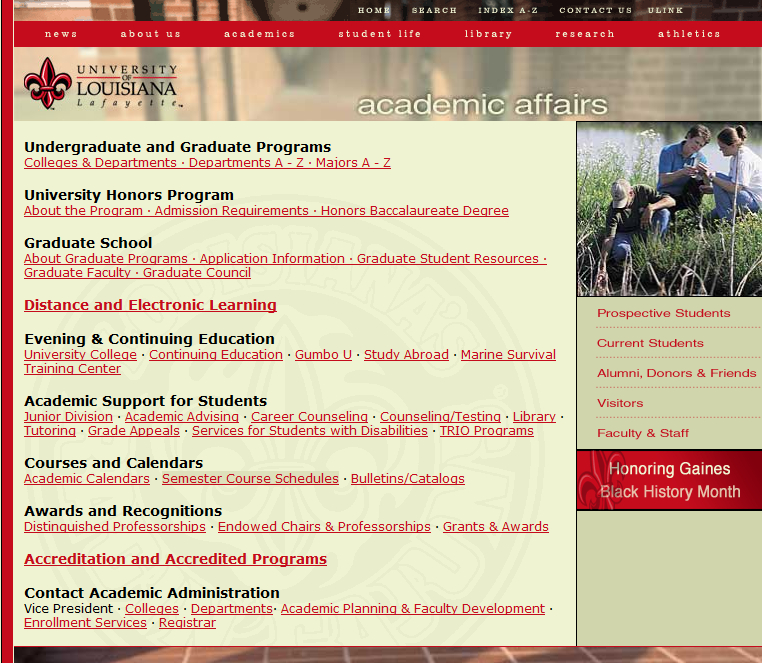 HOME SEARCH INDEX A-Z CONTACT US ULINK
news about us academics student life library research athletics
UNIVERSITY
OF
LOUISIANA
Lafayette™
academic affairs
Undergraduate and Graduate Programs
Colleges & Departments · Departments A - Z · Majors A - Z
University Honors Program
About the Program · Admission Requirements · Honors Baccalaureate Degree
Graduate School
About Graduate Programs · Application Information · Graduate Student Resources ·
Graduate Faculty · Graduate Council
Distance and Electronic Learning
Evening & Continuing Education
University College · Continuing Education · Gumbo U · Study Abroad · Marine Survival
Training Center
Academic Support for Students
Junior Division · Academic Advising · Career Counseling · Counseling/Testing · Library ·
Tutoring · Grade Appeals · Services for Students with Disabilities · TRIO Programs
Courses and Calendars
Academic Calendars · Semester Course Schedules · Bulletins/Catalogs
Awards and Recognitions
Distinguished Professorships · Endowed Chairs & Professorships · Grants & Awards
Accreditation and Accredited Programs
Contact Academic Administration
Vice President · Colleges · Departments· Academic Planning & Faculty Development ·
Enrollment Services · Registrar
Prospective Students
Current Students
Alumni, Donors & Friends
Visitors
Faculty & Staff
Honoring Gaines
Black History Month